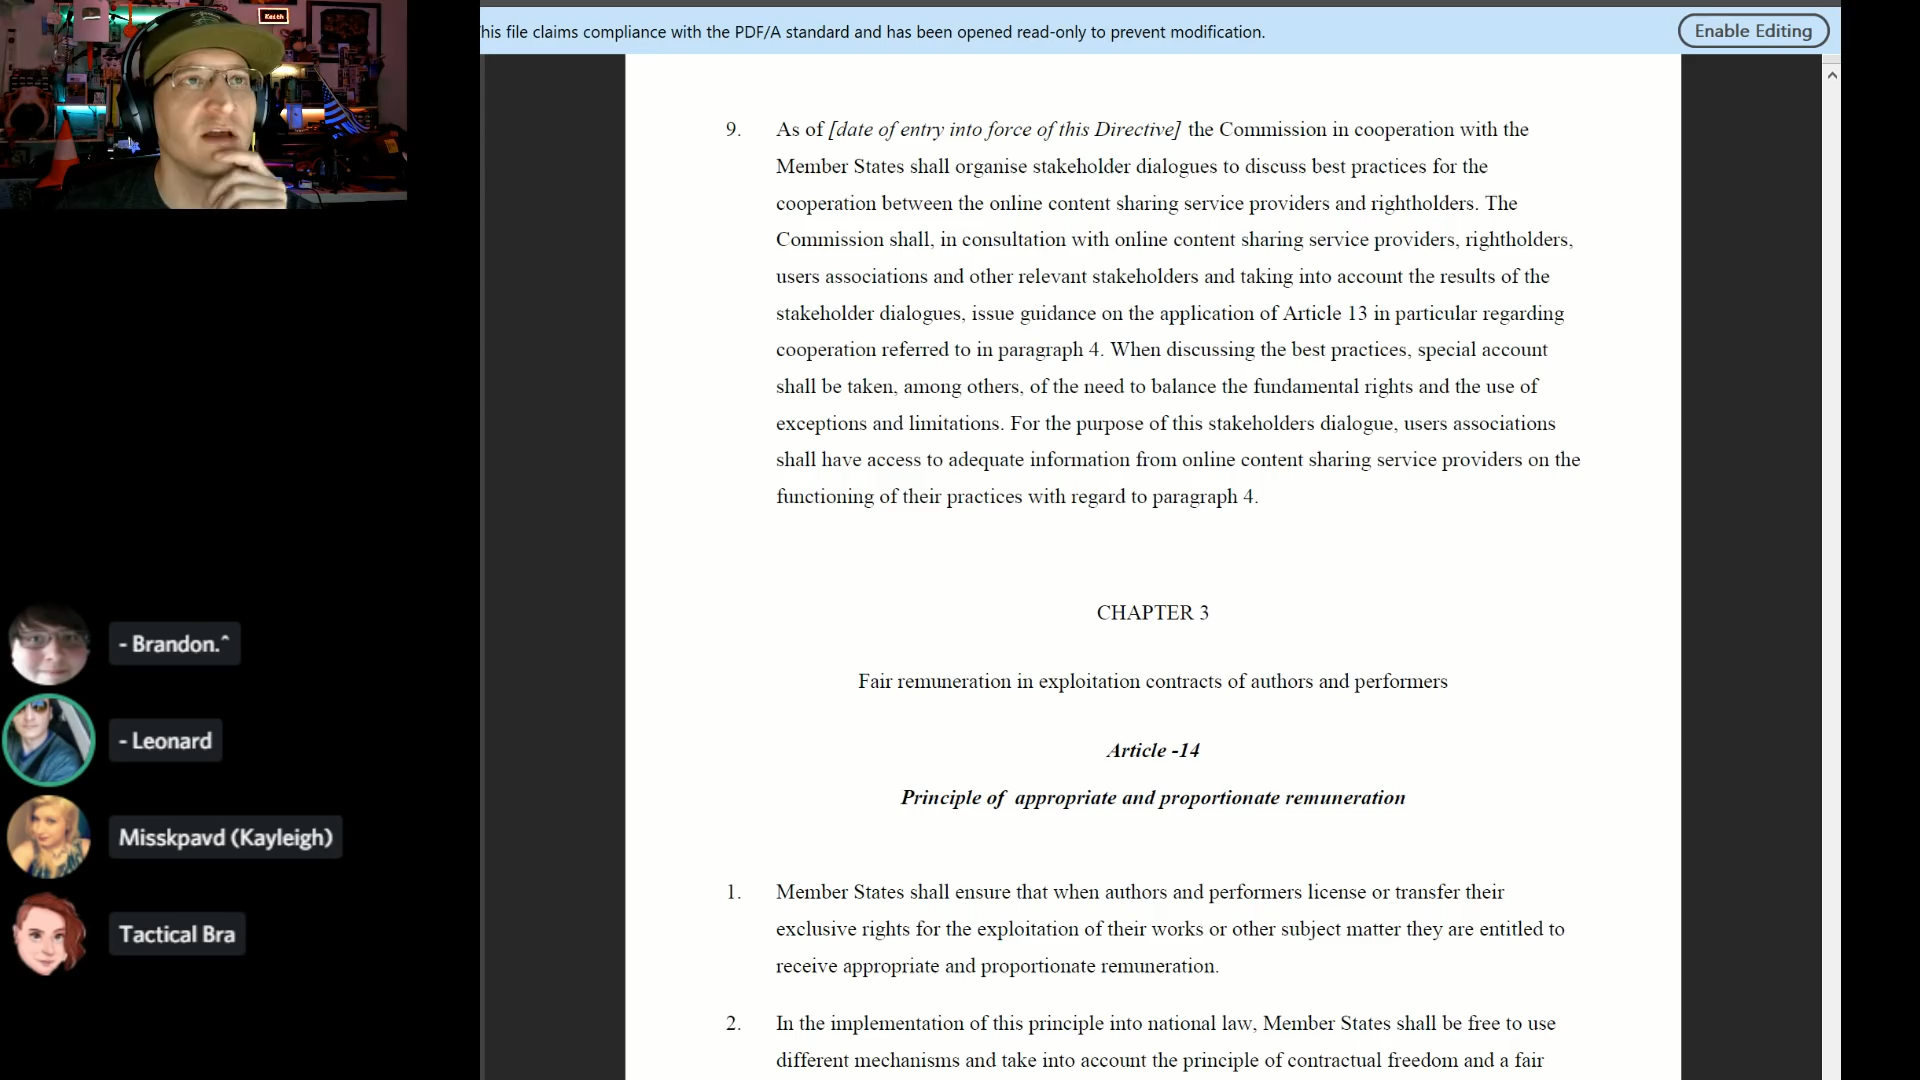 Keith
his file claims compliance with the PDF/A standard and has been opened read-only to prevent modification.
Enable Editing
9. As of [date of entry into force of this Directive] the Commission in cooperation with the
Member States shall organise stakeholder dialogues to discuss best practices for the
cooperation between the online content sharing service providers and rightholders. The
Commission shall, in consultation with online content sharing service providers, rightholders,
users associations and other relevant stakeholders and taking into account the results of the
stakeholder dialogues, issue guidance on the application of Article 13 in particular regarding
cooperation referred to in paragraph 4. When discussing the best practices, special account
shall be taken, among others, of the need to balance the fundamental rights and the use of
exceptions and limitations. For the purpose of this stakeholders dialogue, users associations
shall have access to adequate information from online content sharing service providers on the
functioning of their practices with regard to paragraph 4.
CHAPTER 3
Fair remuneration in exploitation contracts of authors and performers
Article -14
Principle of appropriate and proportionate remuneration
1. Member States shall ensure that when authors and performers license or transfer their
exclusive rights for the exploitation of their works or other subject matter they are entitled to
receive appropriate and proportionate remuneration.
2. In the implementation of this principle into national law, Member States shall be free to use
different mechanisms and take into account the principle of contractual freedom and a fair
- Brandon.^
- Leonard
Misskpavd (Kayleigh)
Tactical Bra